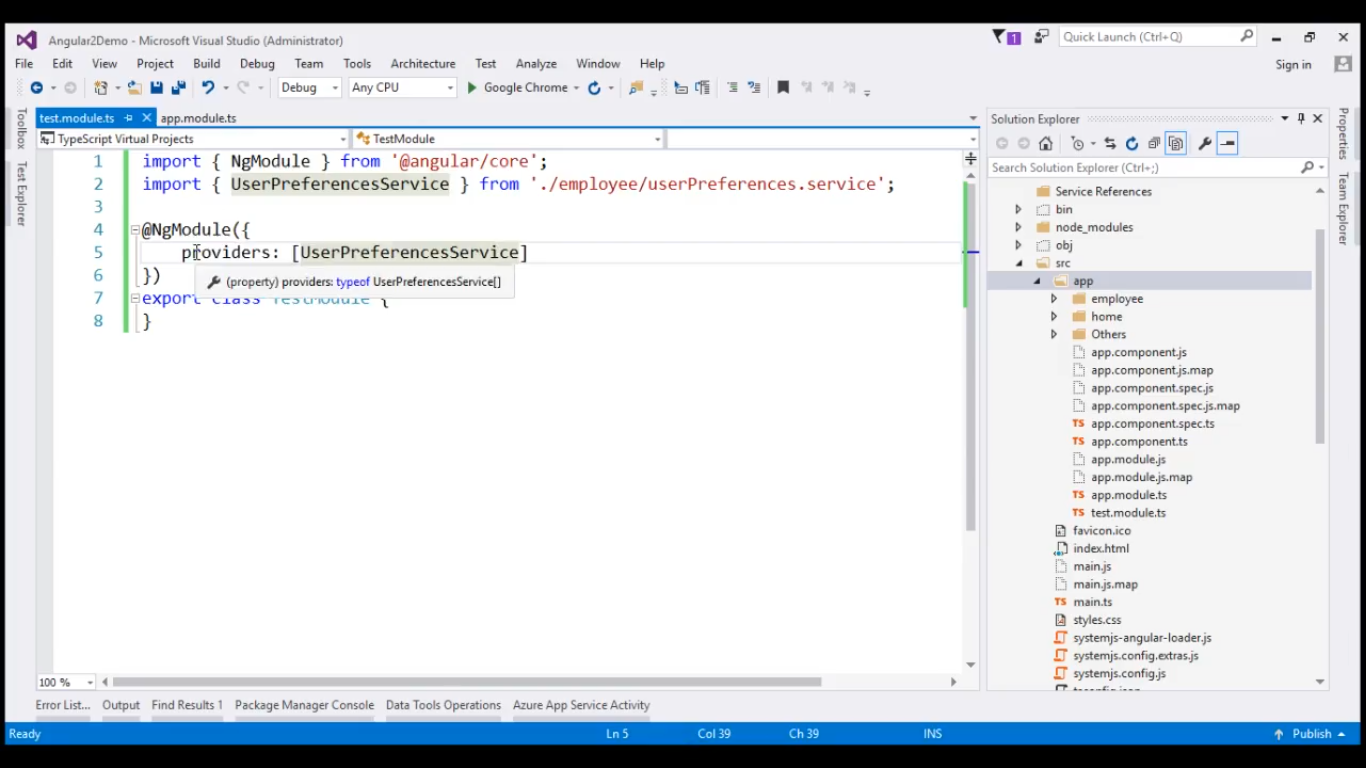 Angular2Demo - Microsoft Visual Studio (Administrator)
1
Quick Launch (Ctrl+Q)
File Edit View Project Build Debug Team Tools Architecture Test Analyze Window Help
Sign in
Debug Any CPU Google Chrome
Toolbox
Test Explorer
test.module.ts app.module.ts
TypeScript Virtual Projects TestModule
1 import { NgModule } from '@angular/core';
2 import { UserPreferencesService } from './employee/userPreferences.service';
3
4 @NgModule({
5 providers: [UserPreferencesService]
6 })
(property) providers: typeof UserPreferencesService[]
7 export class TestModule {
8 }
100 %
Solution Explorer
Search Solution Explorer (Ctrl+;)
Service References
bin
node_modules
obj
src
app
employee
home
Others
app.component.js
app.component.js.map
app.component.spec.js
app.component.spec.js.map
app.component.spec.ts
app.component.ts
app.module.js
app.module.js.map
app.module.ts
test.module.ts
favicon.ico
index.html
main.js
main.js.map
main.ts
styles.css
systemjs-angular-loader.js
systemjs.config.extras.js
systemjs.config.js
Properties
Team Explorer
Error List... Output Find Results 1 Package Manager Console Data Tools Operations Azure App Service Activity
Ready Ln 5 Col 39 Ch 39 INS Publish